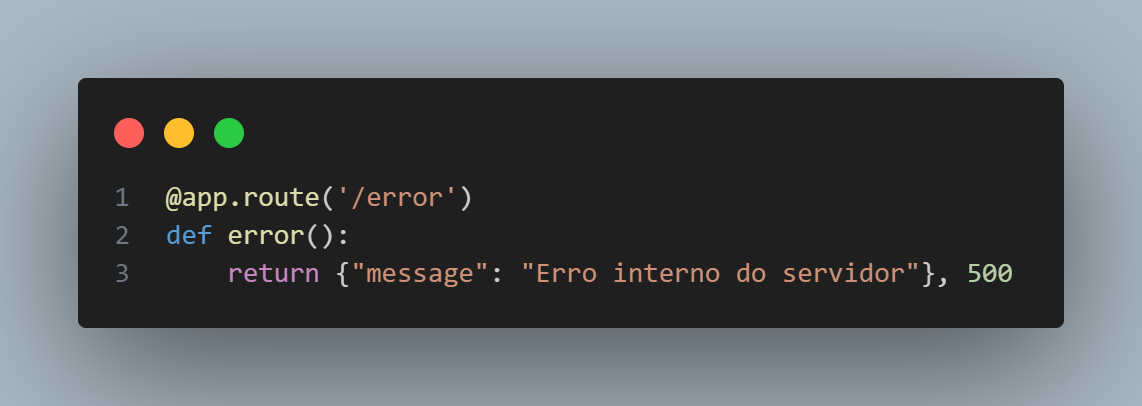 1 @app.route('/error')
2 def error():
3     return {"message": "Erro interno do servidor"}, 500